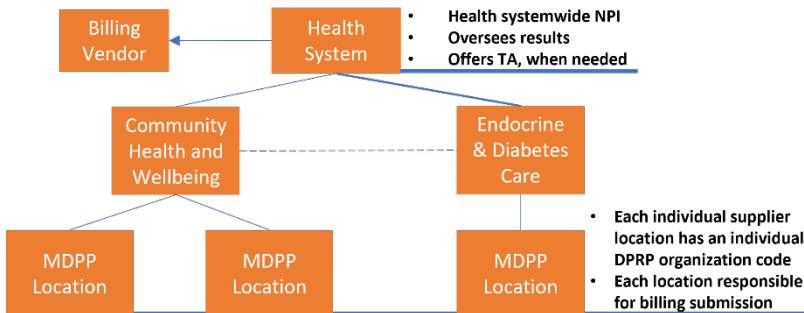 Billing
Vendor
Health
System
• Health systemwide NPI
• Oversees results
• Offers TA, when needed
Community
Health and
Wellbeing
Endocrine
& Diabetes
Care
MDPP
Location
MDPP
Location
MDPP
Location
• Each individual supplier
location has an individual
DPRP organization code
• Each location responsible
for billing submission